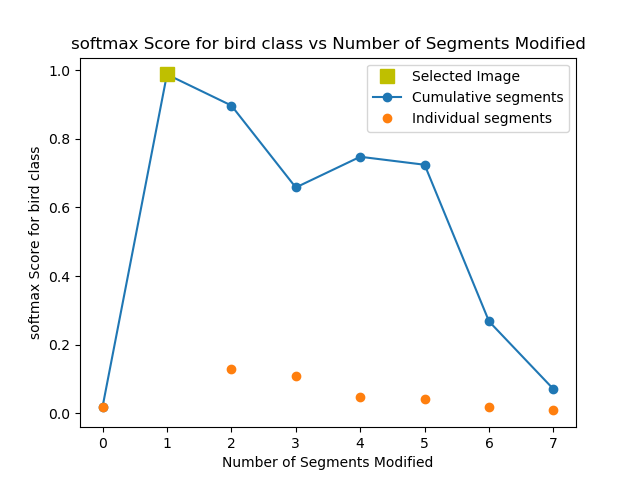 softmax Score for bird class vs Number of Segments Modified
1.0
0.8
0.6
0.4
0.2
0.0
softmax Score for bird class
Selected Image
Cumulative segments
Individual segments
0 1 2 3 4 5 6 7
Number of Segments Modified